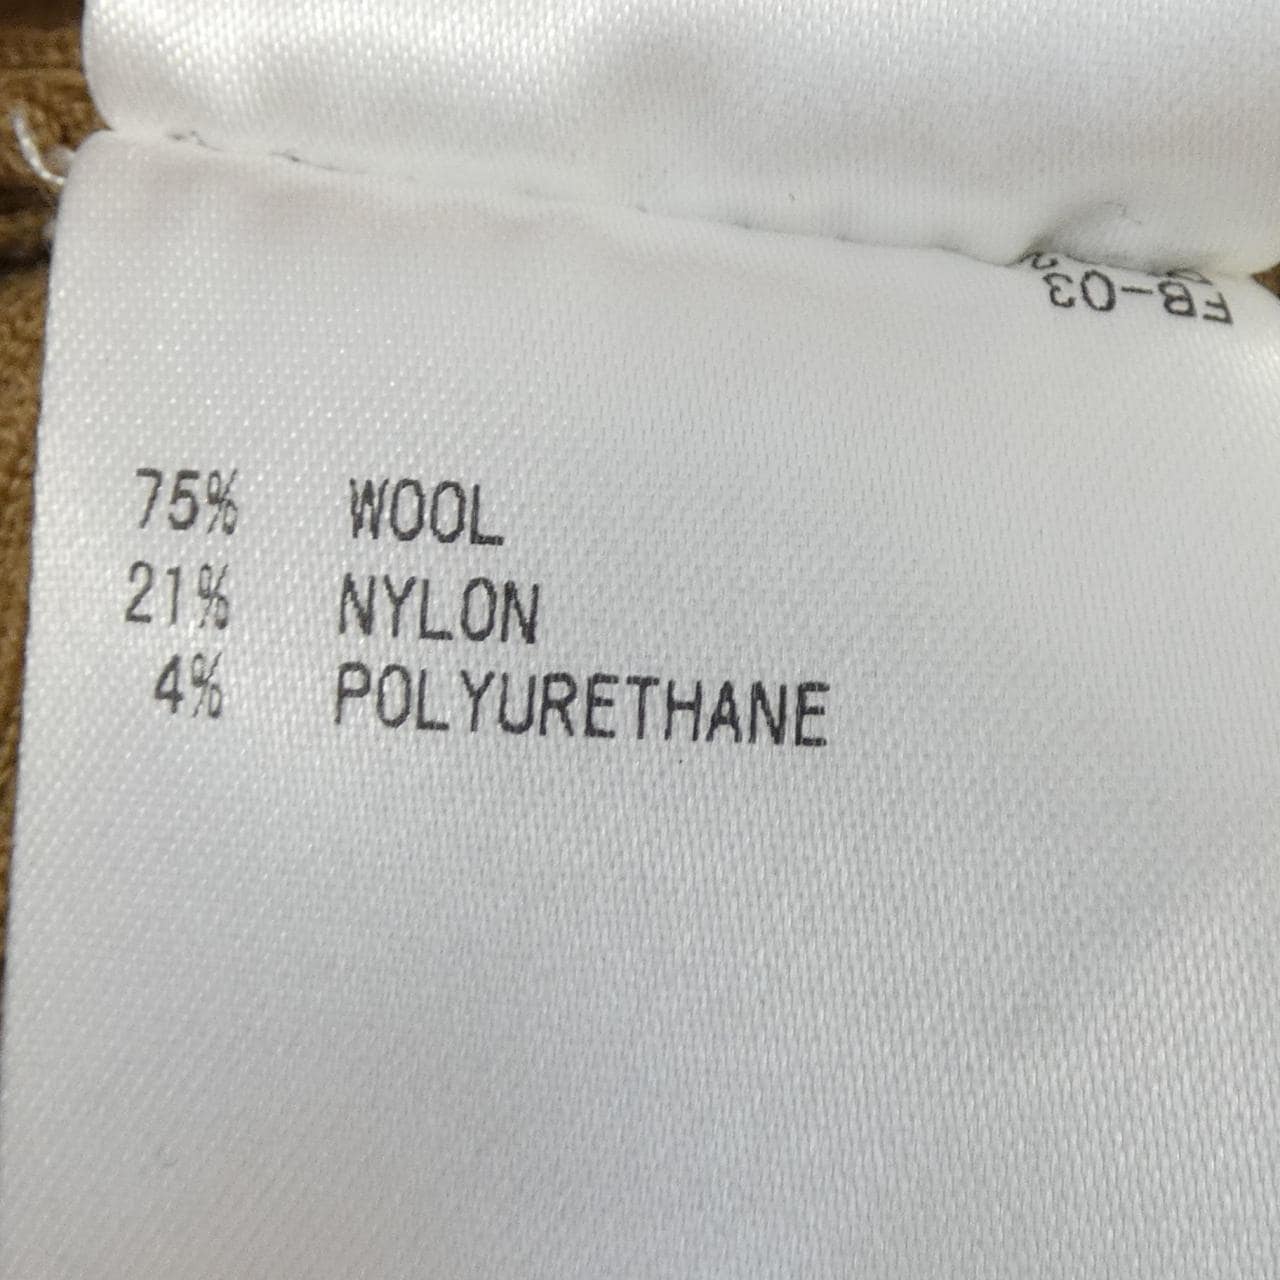 FB-03
75% WOOL
21% NYLON
4% POLYURETHANE